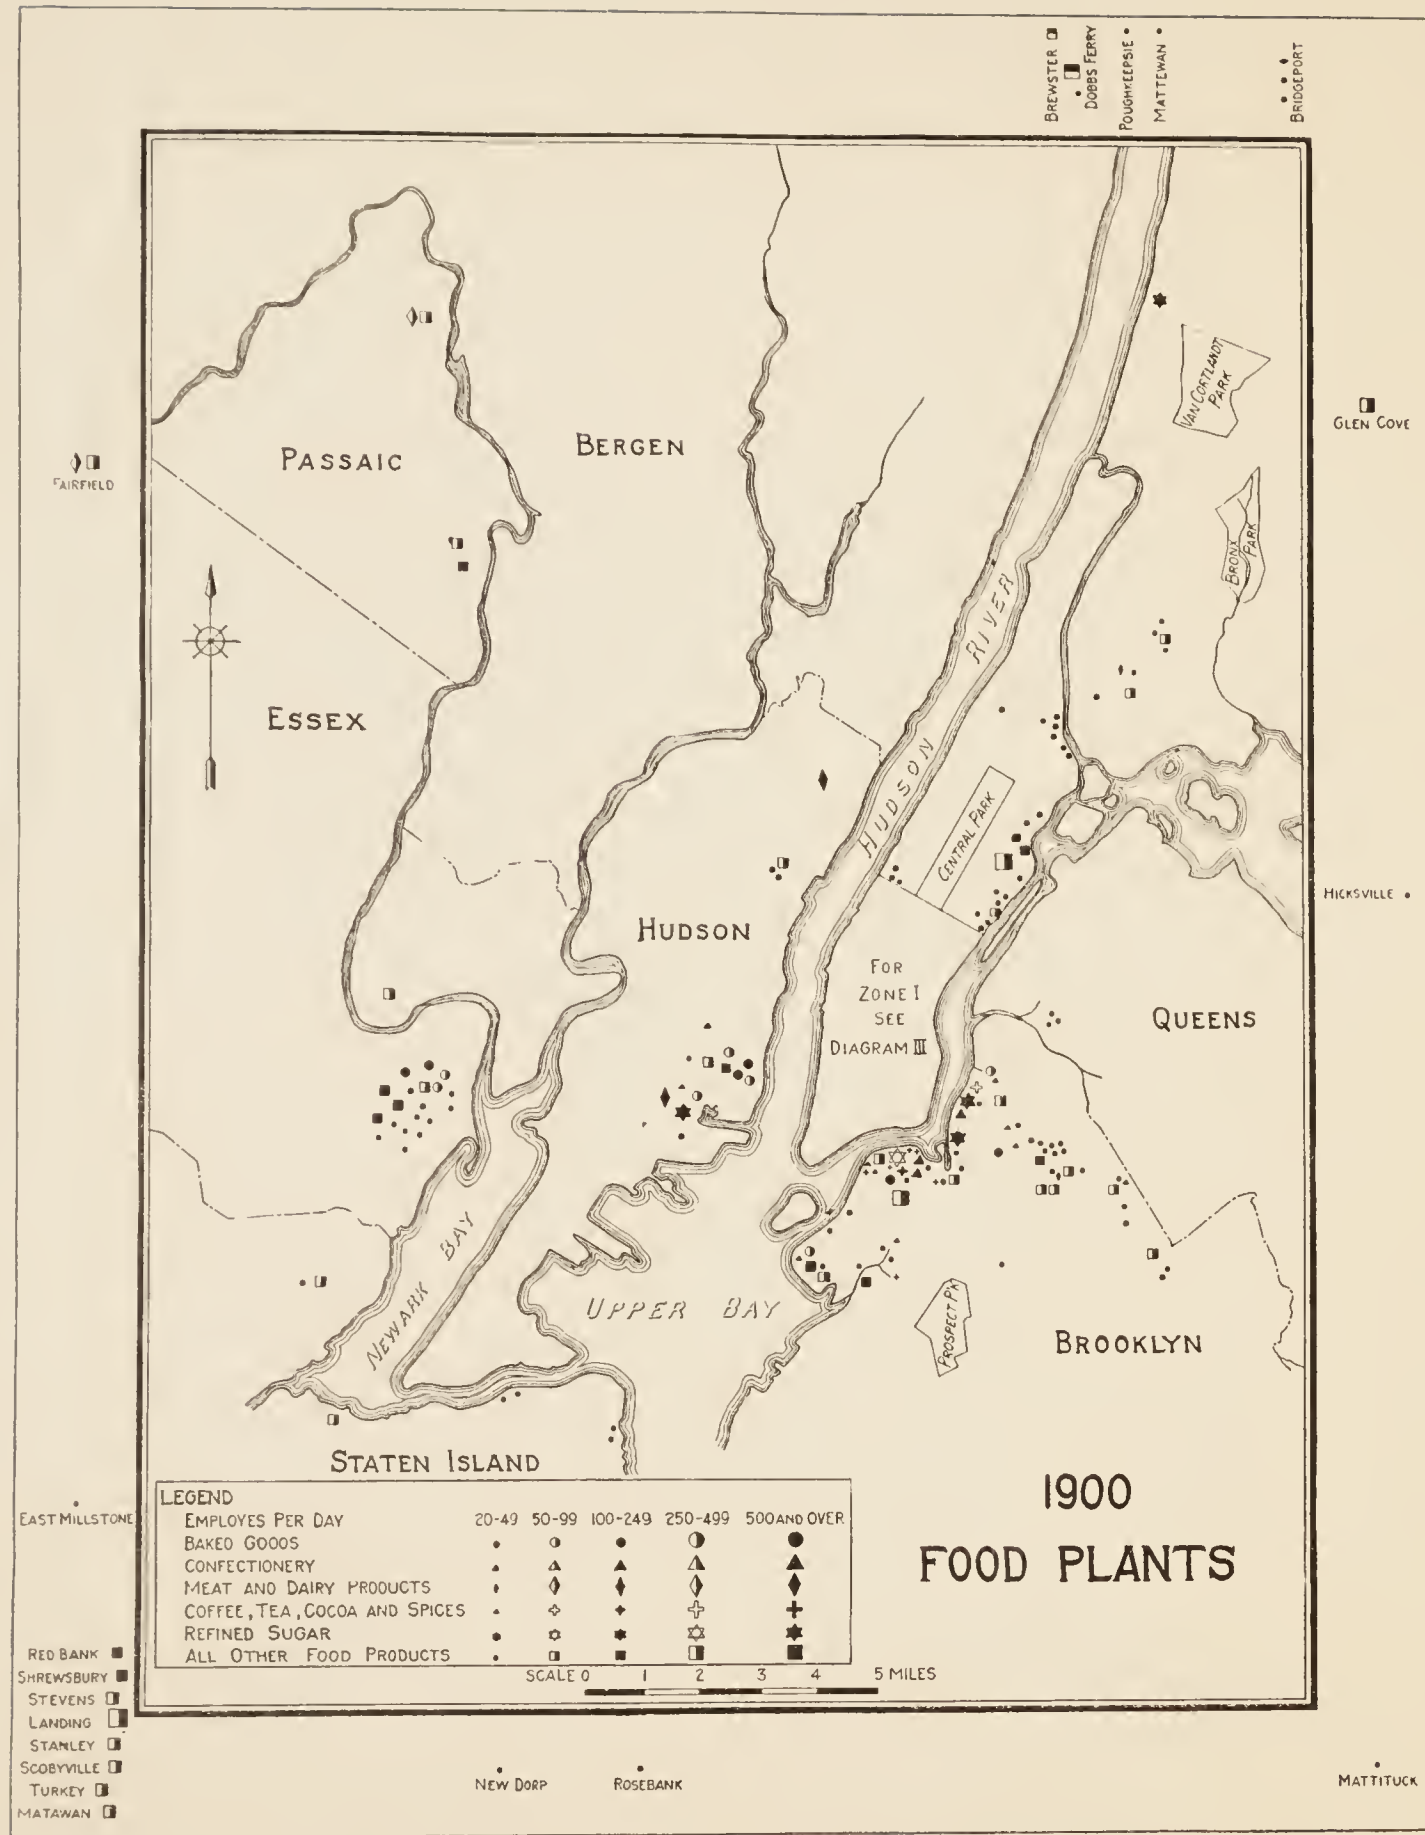 BREWSTER
DOBBS FERRY
POUGHKEEPSIE
MATTEWAN
BRIDGEPORT
VAN CORTLANDT
PARK
GLEN COVE
PASSAIC
BERGEN
FAIRFIELD
BRONX
PARK
HUDSON RIVER
ESSEX
CENTRAL PARK
HICKSVILLE
HUDSON
FOR
ZONE I
SEE
DIAGRAM III
QUEENS
NEWARK BAY
UPPER BAY
PROSPECT P'K
BROOKLYN
STATEN ISLAND
1900
FOOD PLANTS
LEGEND
EMPLOYES PER DAY 20-49 50-99 100-249 250-499 500 AND OVER
BAKED GOODS
CONFECTIONERY
MEAT AND DAIRY PRODUCTS
COFFEE, TEA, COCOA AND SPICES
REFINED SUGAR
ALL OTHER FOOD PRODUCTS
SCALE 0 1 2 3 4 5 MILES
EAST MILLSTONE
RED BANK
SHREWSBURY
STEVENS
LANDING
STANLEY
SCOBYVILLE
TURKEY
MATAWAN
NEW DORP
ROSEBANK
MATTITUCK